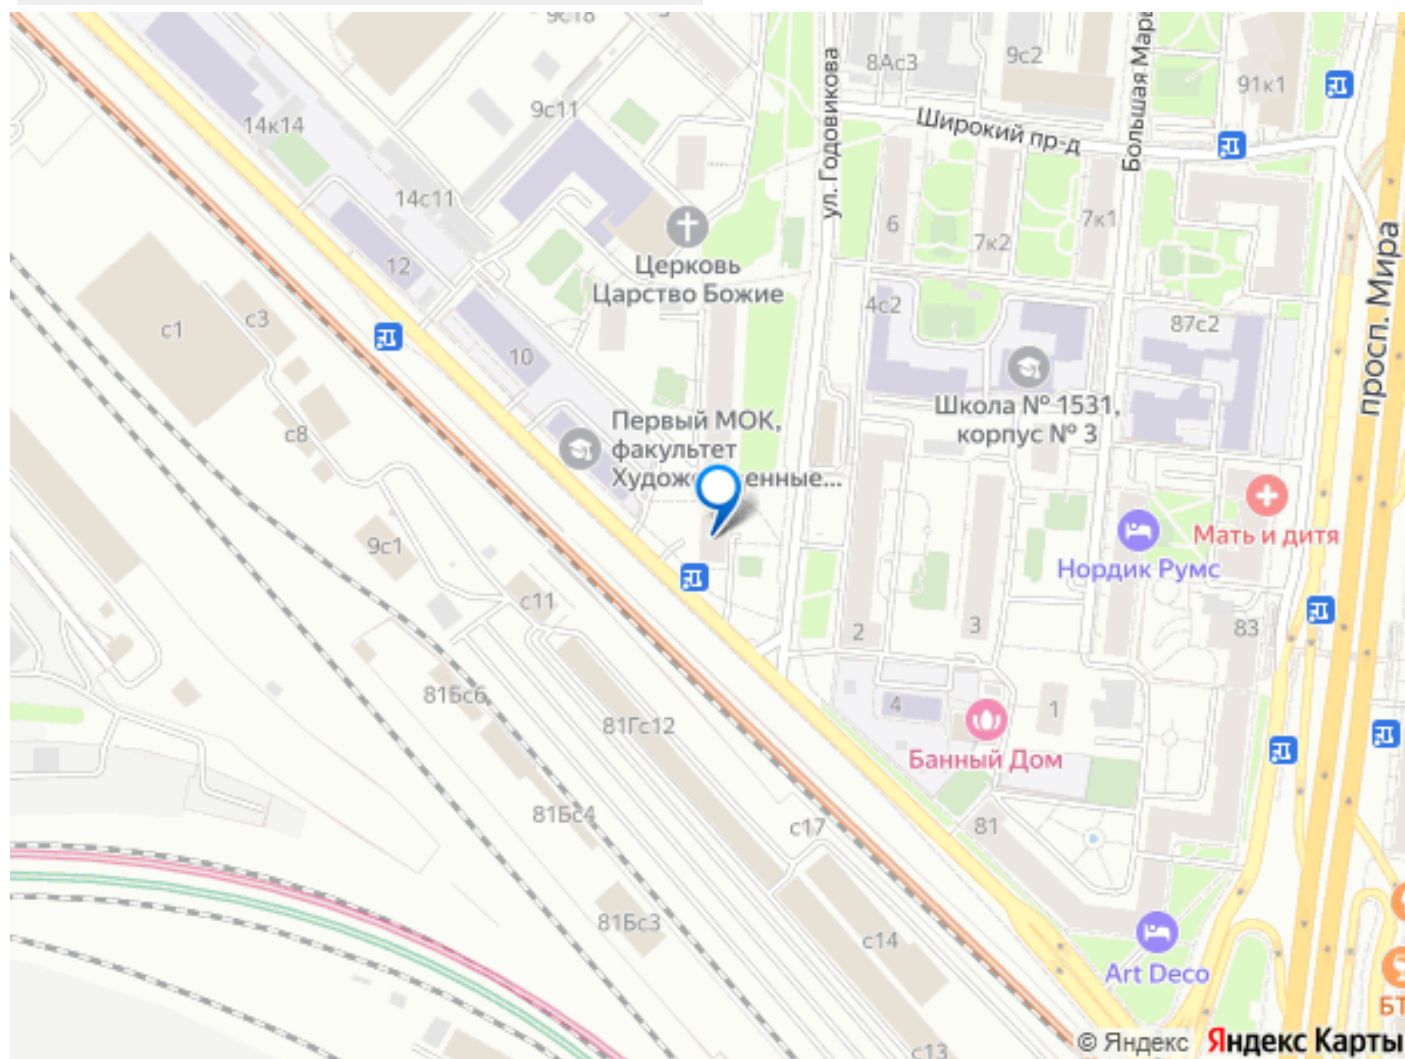 9с18
8Ас3
9с2
91к1
Большая Мар
ул. Годовикова
Широкий пр-д
14к14
9с11
14с11
6
7к2
7к1
просп. Мира
12
Церковь
Царство Божие
с1
с3
10
4с2
87с2
Школа № 1531,
корпус № 3
Первый МОК,
факультет
Худож енные...
с8
9с1
с11
Мать и дитя
Нордик Румс
2
3
83
81Бс6
81Гс12
4
1
Банный Дом
81Бс4
с17
81
81Бс3
с14
Art Deco
БТ
с13
© Яндекс
Яндекс Карты